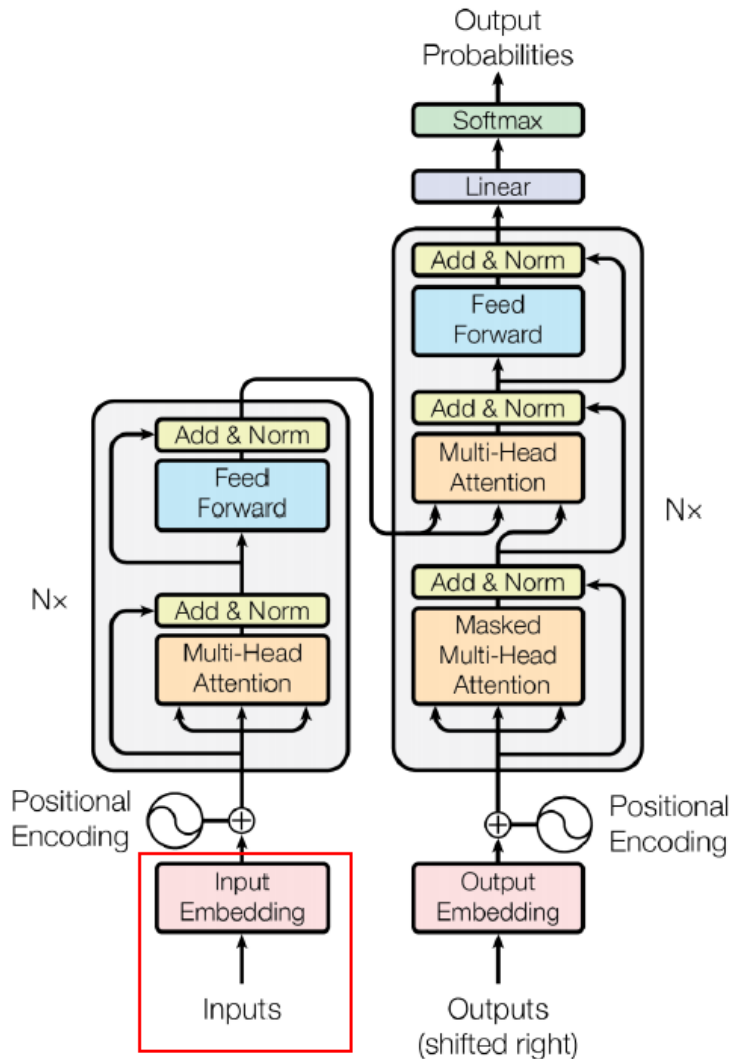 Output
Probabilities
Softmax
Linear
Add & Norm
Feed
Forward
Add & Norm
Multi-Head
Attention
Nx
Add & Norm
Masked
Multi-Head
Attention
Add & Norm
Feed
Forward
Nx
Add & Norm
Multi-Head
Attention
Positional
Encoding
Positional
Encoding
Input
Embedding
Output
Embedding
Inputs
Outputs
(shifted right)